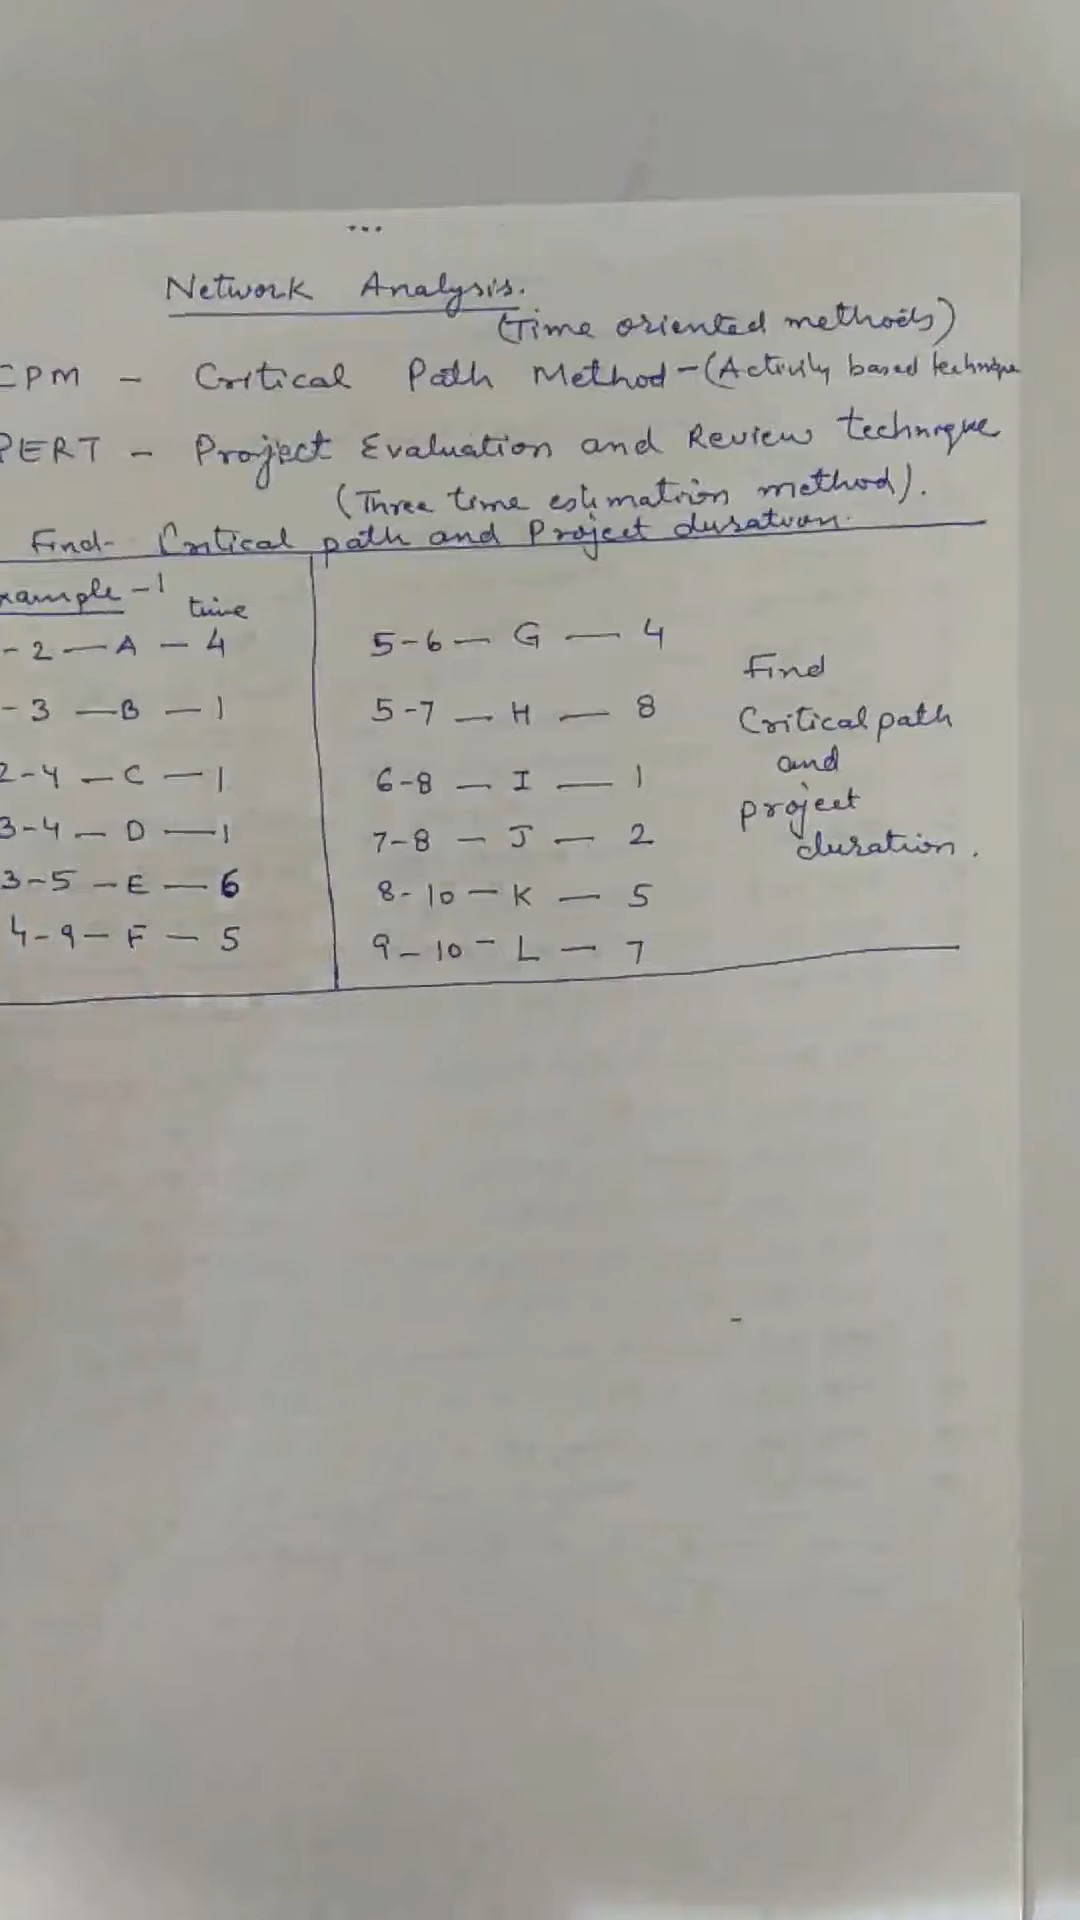 Network Analysis.
(Time oriented methods)
CPM - Critical Path Method - (Activity based technique
PERT - Project Evaluation and Review technique
(Three time estimation method).
Find- Critical path and Project duration.
xample -1 time
- 2 — A — 4
- 3 — B — 1
2-4 — C — 1
3-4 — D — 1
3-5 — E — 6
4-9 — F — 5
5-6 — G — 4
5-7 — H — 8
6-8 — I — 1
7-8 — J — 2
8-10 — K — 5
9-10 - L — 7
Find
Critical path
and
project
duration.